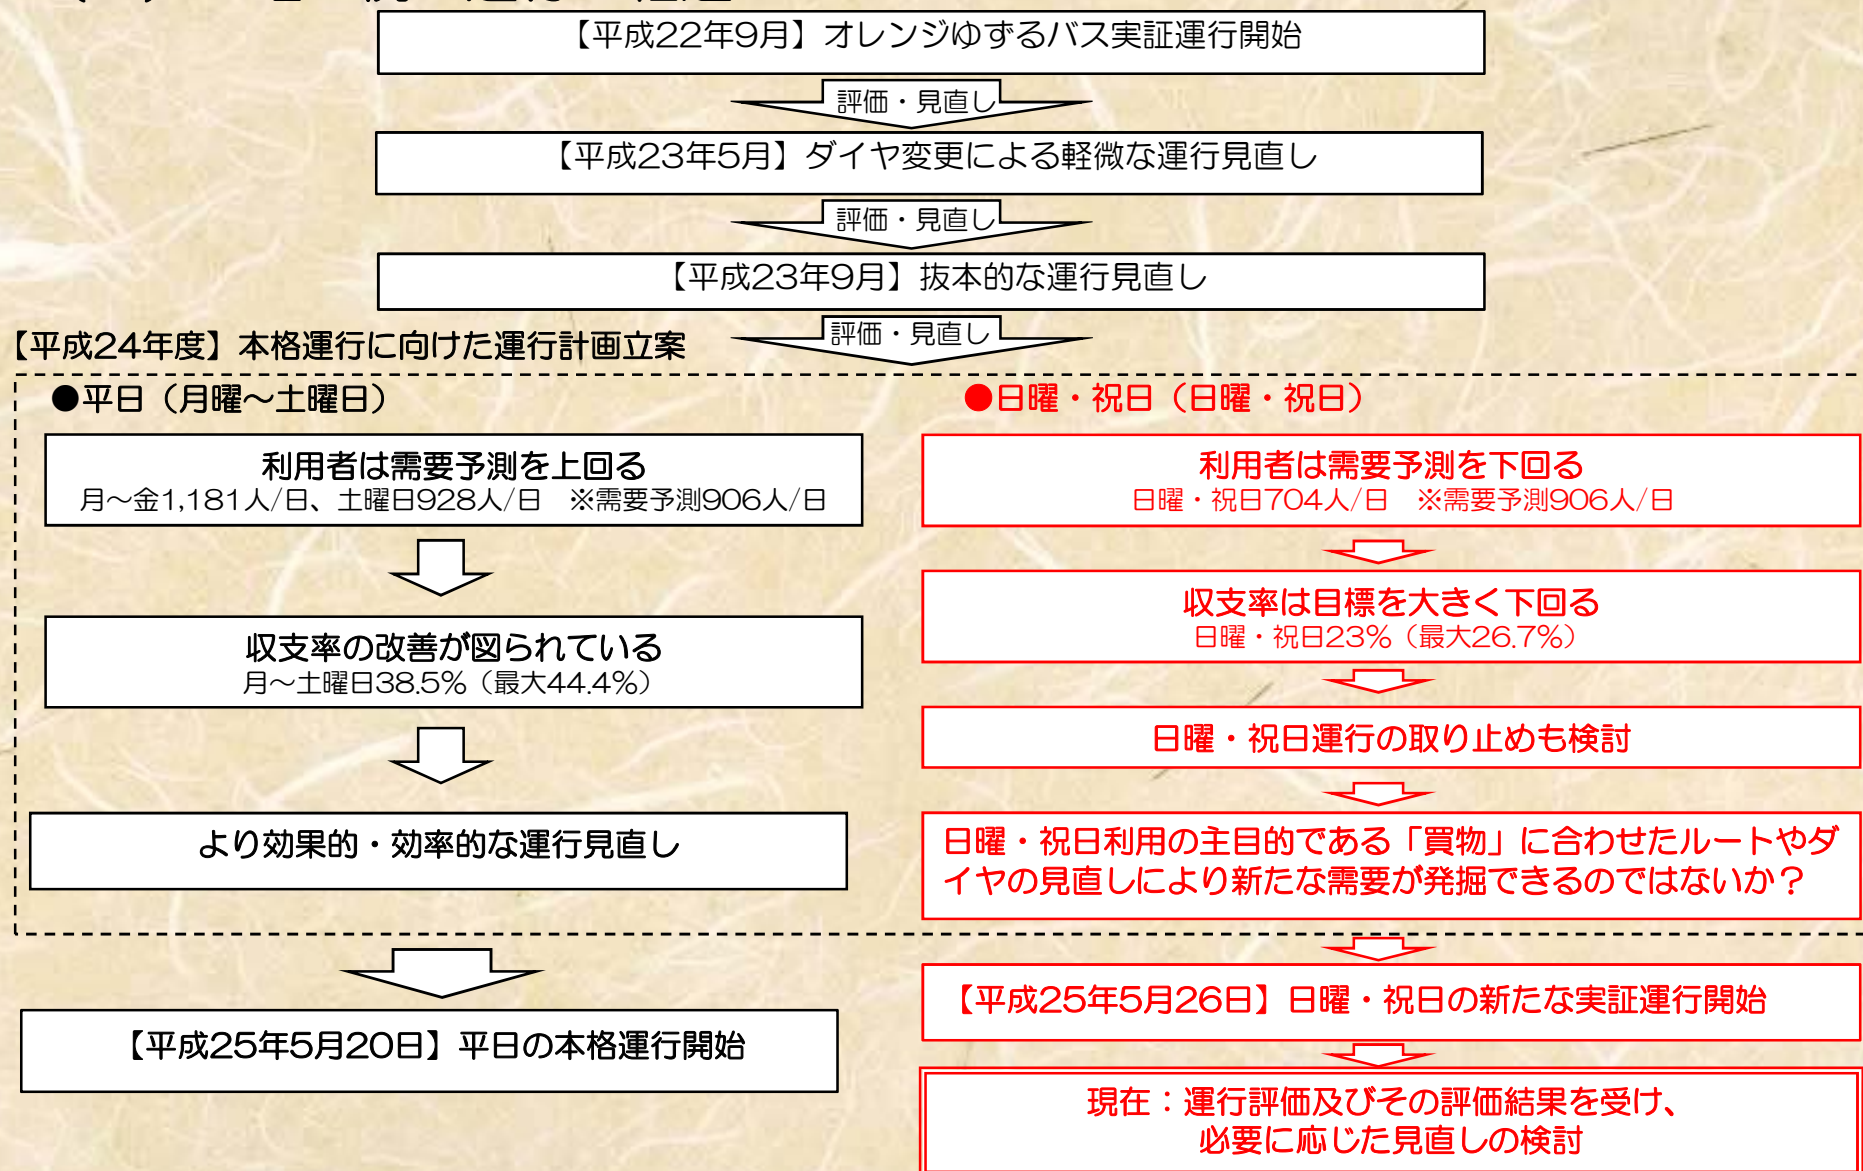 【平成22年9月】オレンジゆずるバス実証運行開始
評価・見直し
【平成23年5月】ダイヤ変更による軽微な運行見直し
評価・見直し
【平成23年9月】抜本的な運行見直し
評価・見直し
【平成24年度】本格運行に向けた運行計画立案
●平日（月曜～土曜日）
利用者は需要予測を上回る
月～金1,181人/日、土曜日928人/日　※需要予測906人/日
収支率の改善が図られている
月～土曜日38.5%（最大44.4%）
より効果的・効率的な運行見直し
【平成25年5月20日】平日の本格運行開始
●日曜・祝日（日曜・祝日）
利用者は需要予測を下回る
日曜・祝日704人/日　※需要予測906人/日
収支率は目標を大きく下回る
日曜・祝日23%（最大26.7%）
日曜・祝日運行の取り止めも検討
日曜・祝日利用の主目的である「買物」に合わせたルートやダ
イヤの見直しにより新たな需要が発掘できるのではないか？
【平成25年5月26日】日曜・祝日の新たな実証運行開始
現在：運行評価及びその評価結果を受け、
必要に応じた見直しの検討